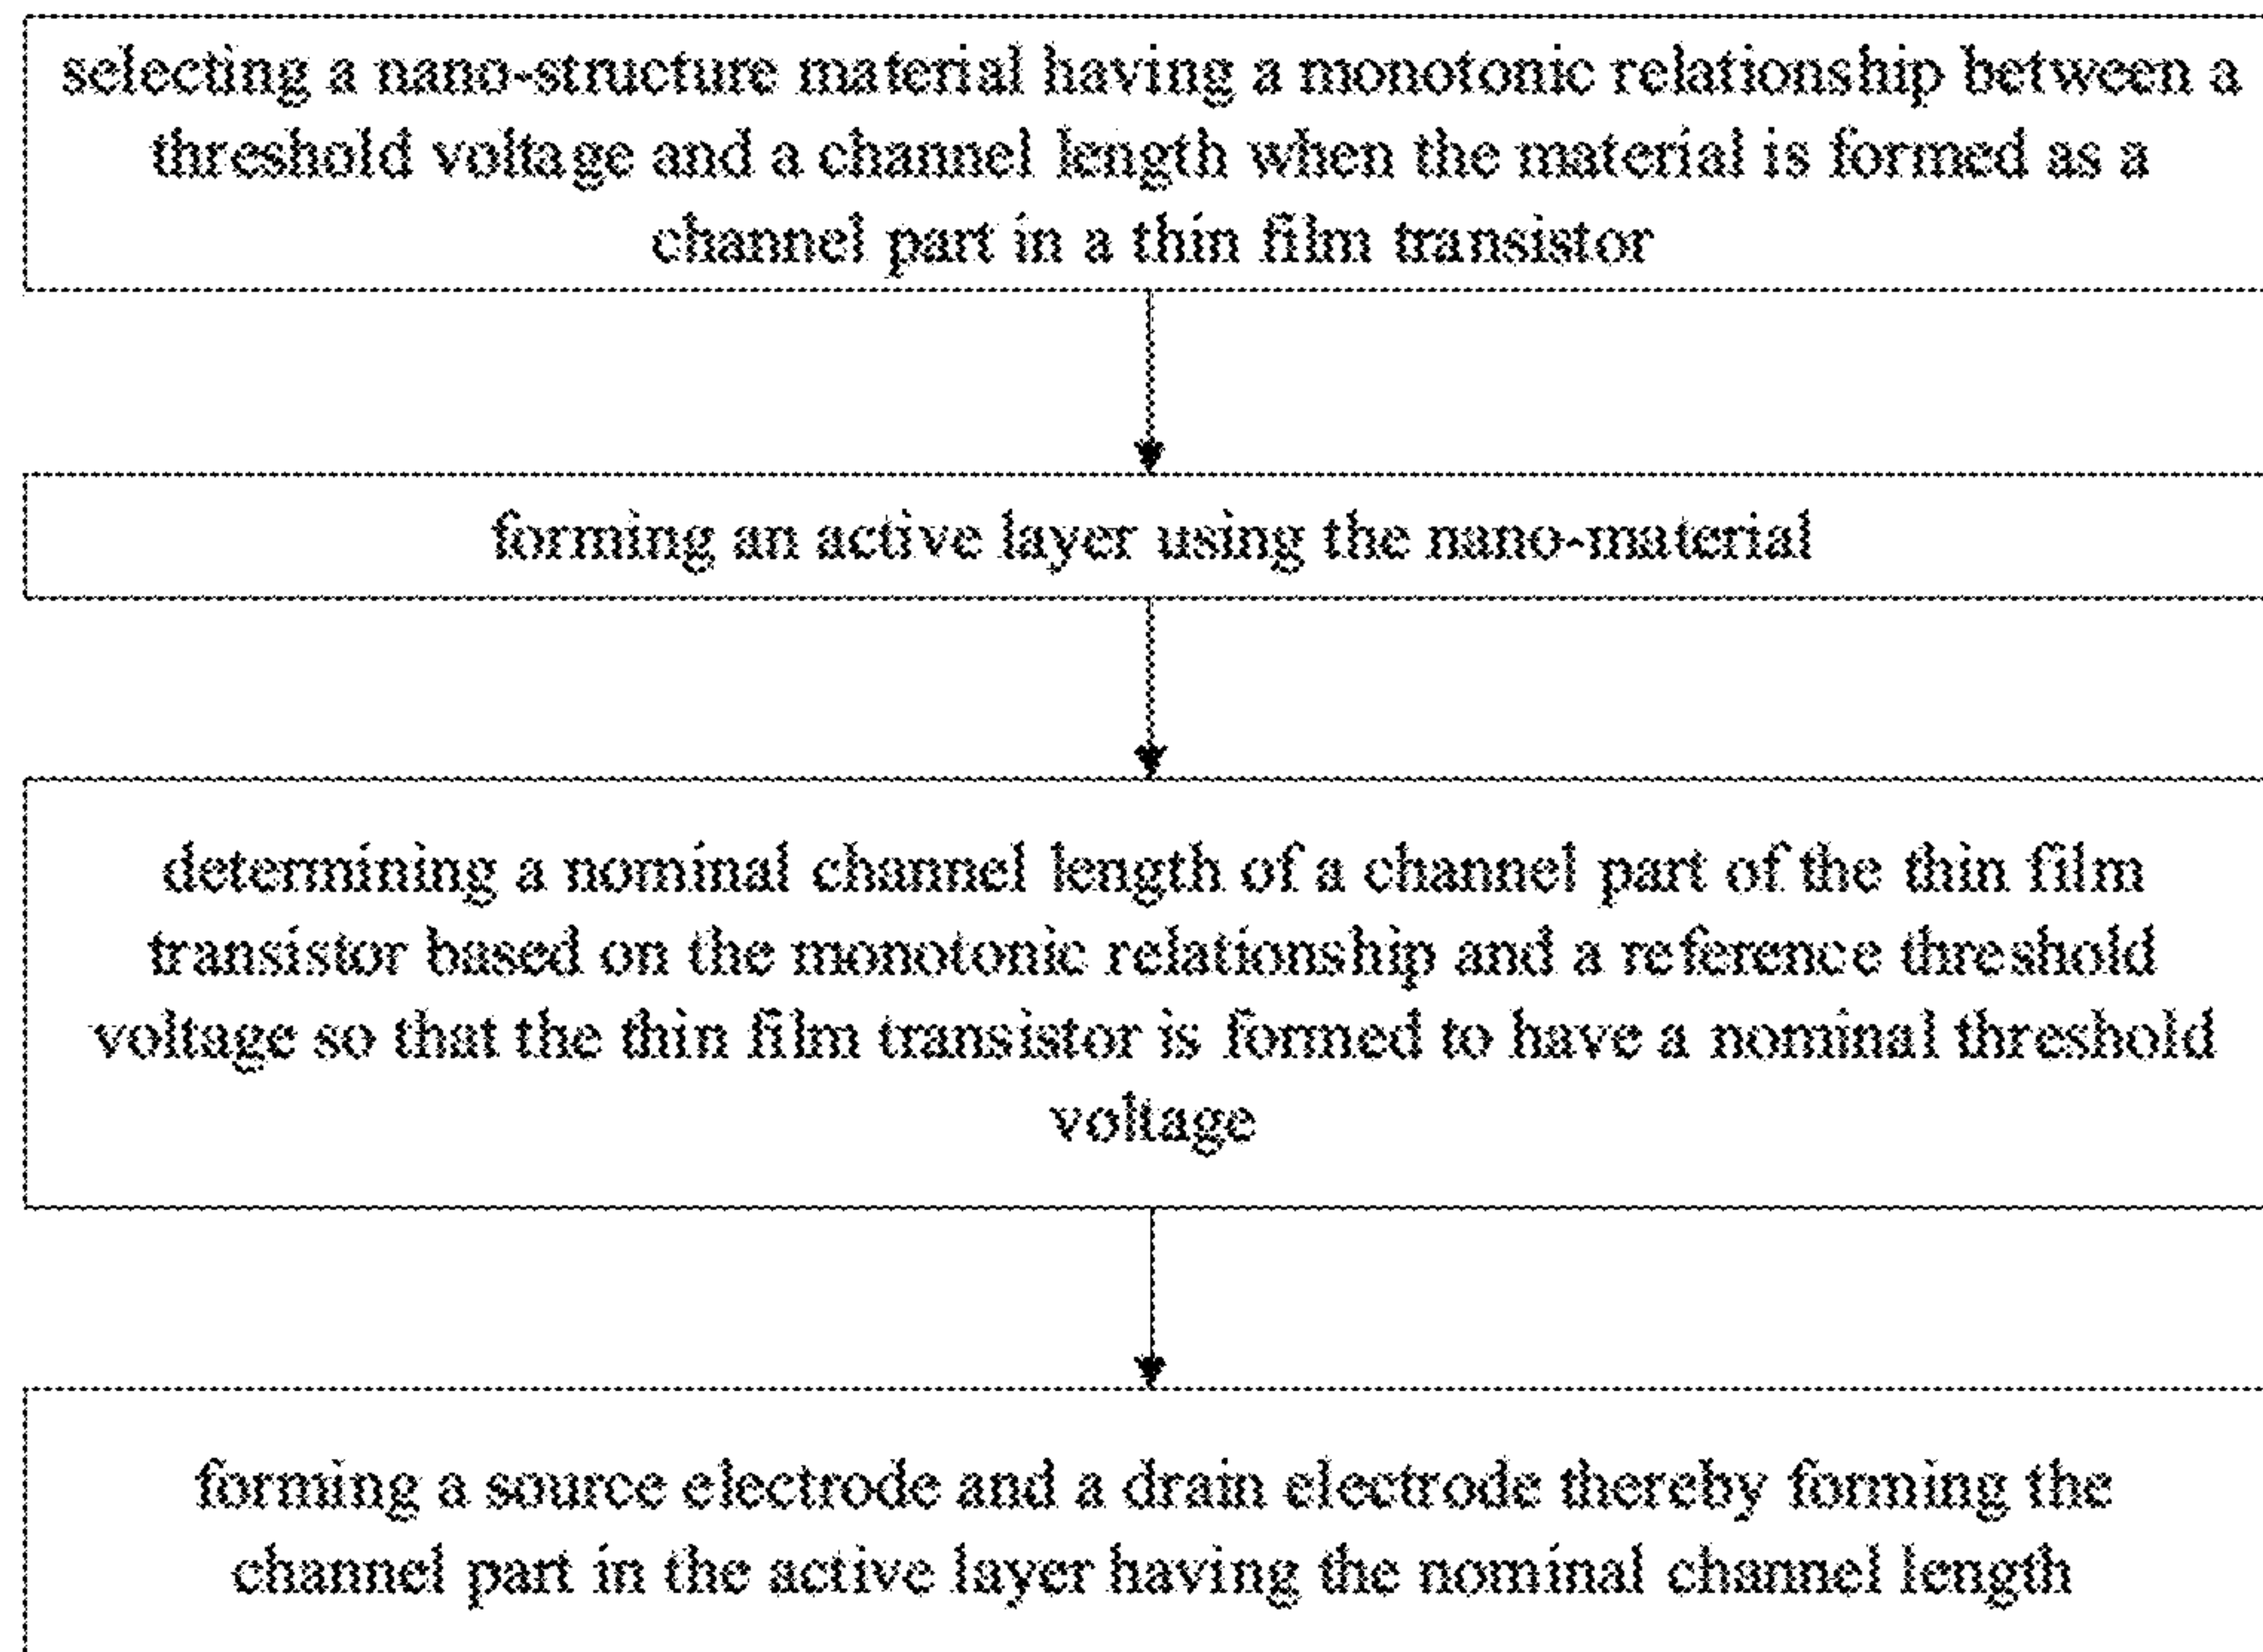 selecting a nano-structure material having a monotonic relationship between a
threshold voltage and a channel length when the material is formed as a
channel part in a thin film transistor
forming an active layer using the nano-material
determining a nominal channel length of a channel part of the thin film
transistor based on the monotonic relationship and a reference threshold
voltage so that the thin film transistor is formed to have a nominal threshold
voltage
forming a source electrode and a drain electrode thereby forming the
channel part in the active layer having the nominal channel length